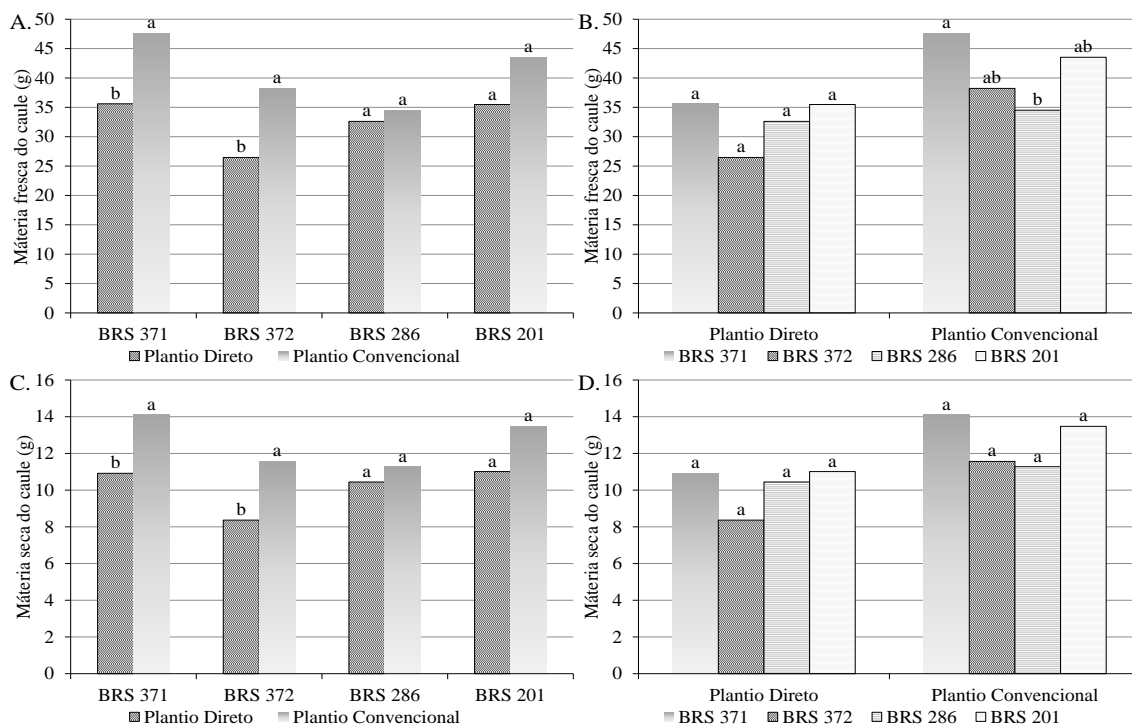 A.
Máteria fresca do caule (g)
50
45
40
35
30
25
20
15
10
5
0
b a b a a a a a
BRS 371 BRS 372 BRS 286 BRS 201
Plantio Direto Plantio Convencional
B.
Máteria fresca do caule (g)
50
45
40
35
30
25
20
15
10
5
0
a a a a a ab b ab
Plantio Direto Plantio Convencional
BRS 371 BRS 372 BRS 286 BRS 201
C.
Máteria seca do caule (g)
16
14
12
10
8
6
4
2
0
b a b a a a a a
BRS 371 BRS 372 BRS 286 BRS 201
Plantio Direto Plantio Convencional
D.
Máteria seca do caule (g)
16
14
12
10
8
6
4
2
0
a a a a a a a a
Plantio Direto Plantio Convencional
BRS 371 BRS 372 BRS 286 BRS 201